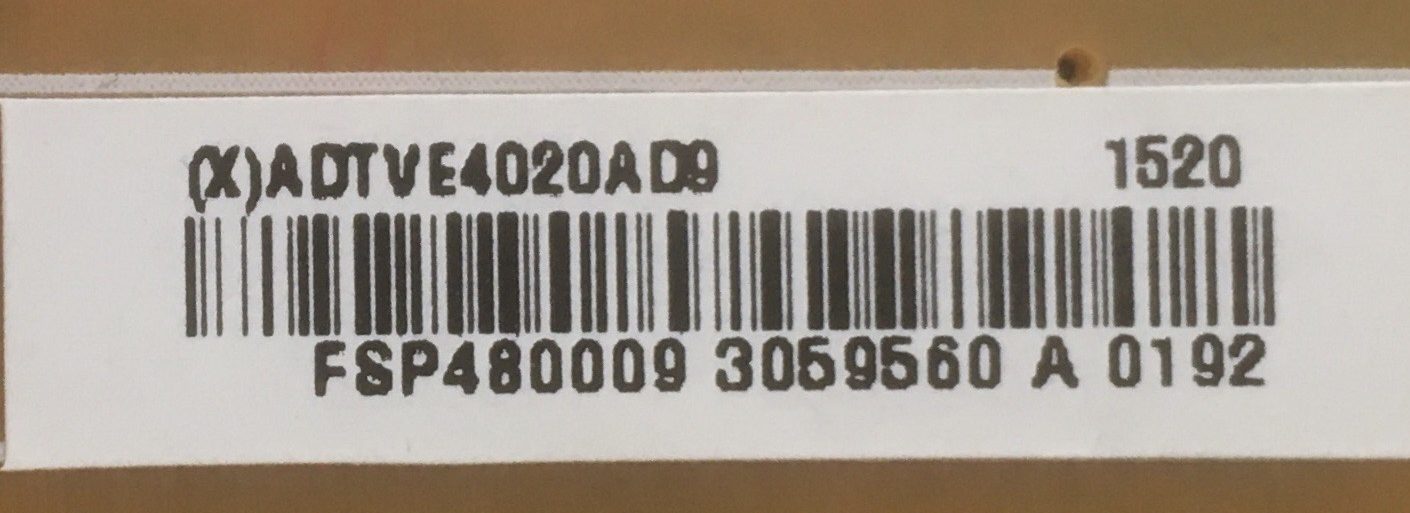 (X)ADTVE4020AD9 1520
FSP480009 3059560 A 0192